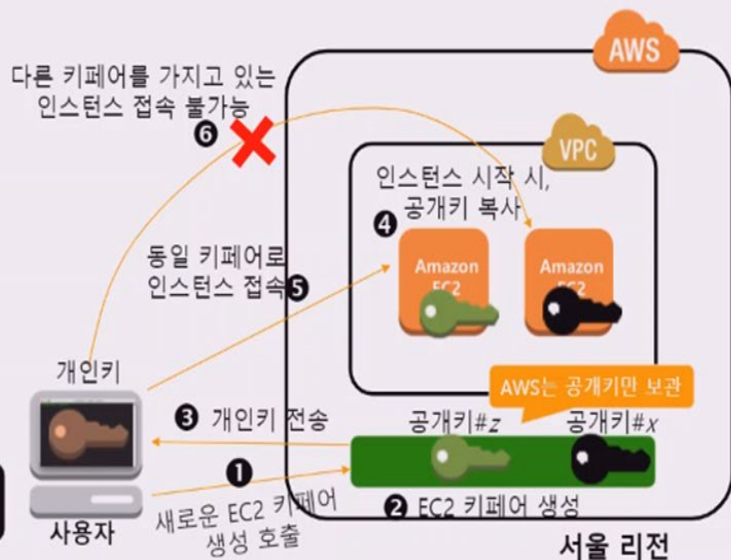 AWS
다른 키페어를 가지고 있는
인스턴스 접속 불가능
❻
VPC
인스턴스 시작 시,
공개키 복사
❹
동일 키페어로
인스턴스 접속
❺
Amazon
EC2
Amazon
EC2
개인키
AWS는 공개키만 보관
❸ 개인키 전송
공개키#z
공개키#x
❶
새로운 EC2 키페어
생성 호출
❷ EC2 키페어 생성
사용자
서울 리전